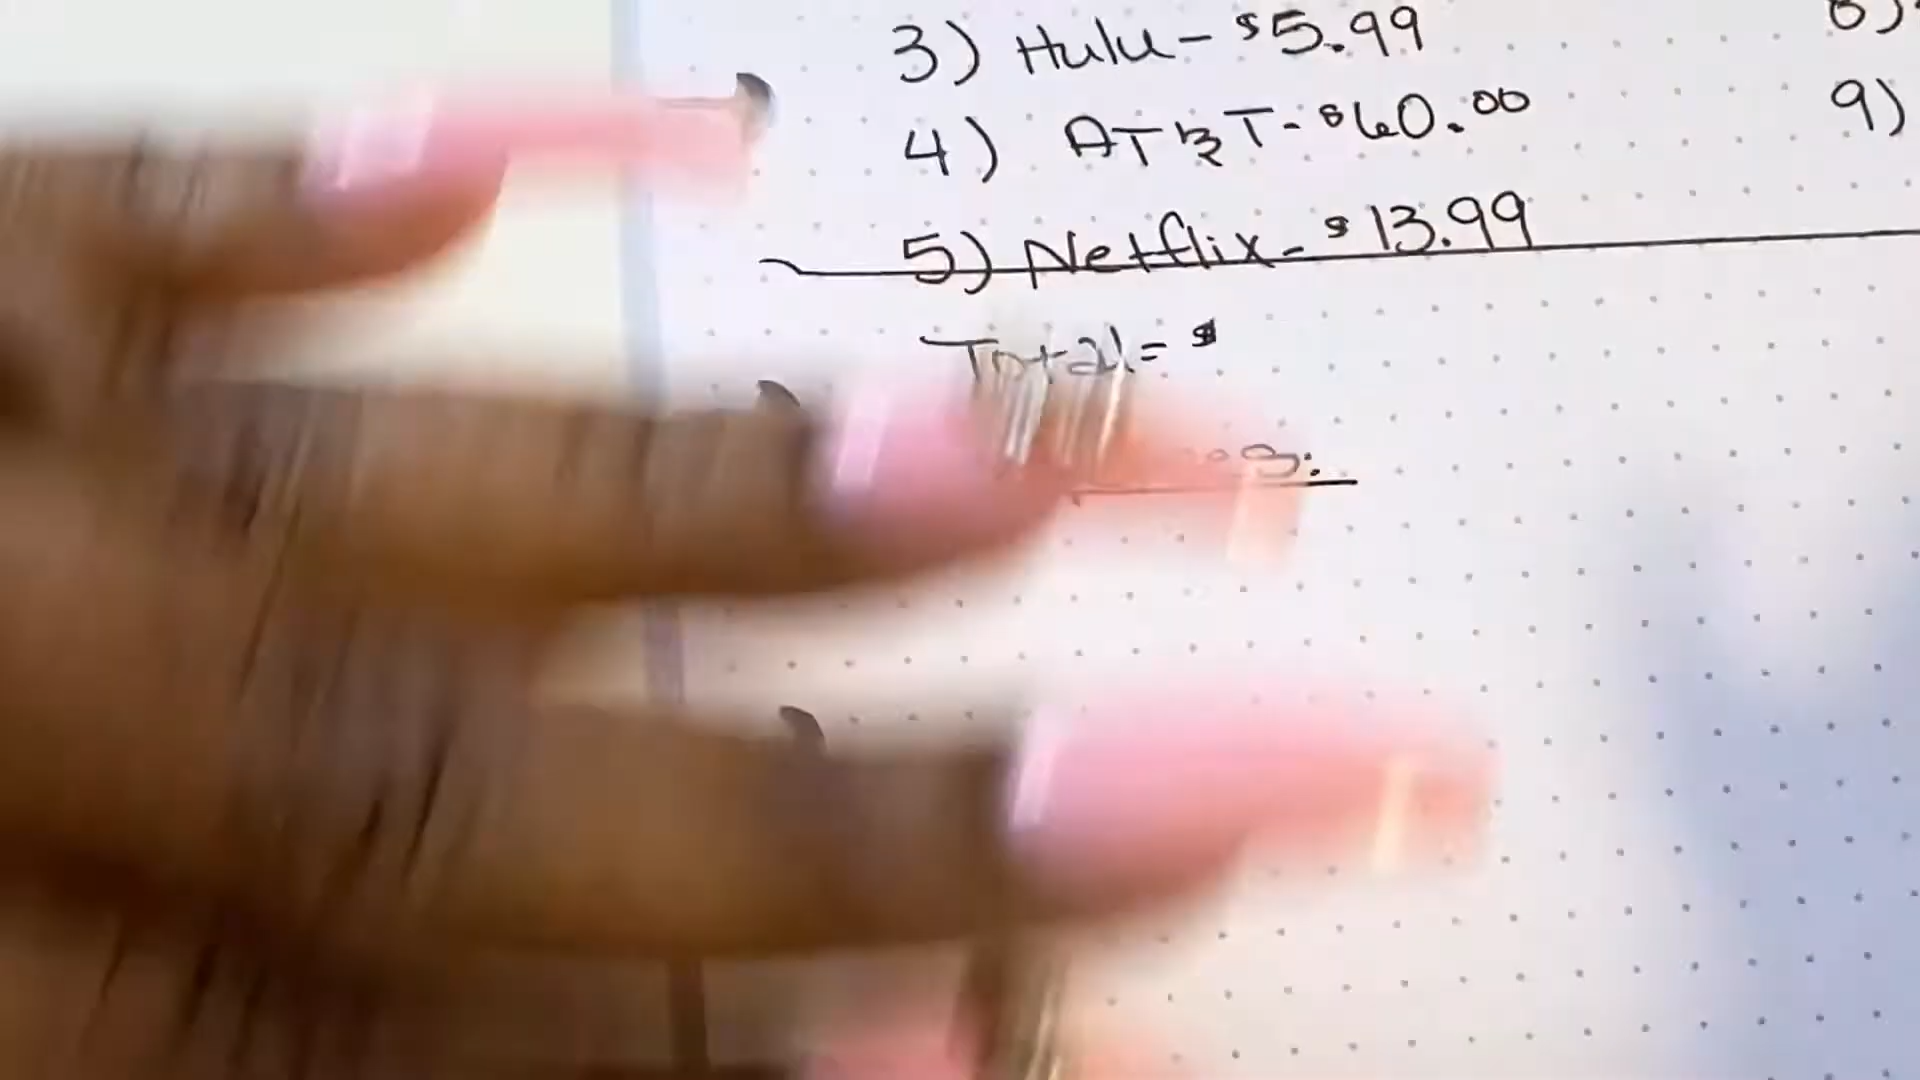 3) Hulu - $5.99
4) AT&T - $60.00 9)
5) Netflix - $13.99
Total = $